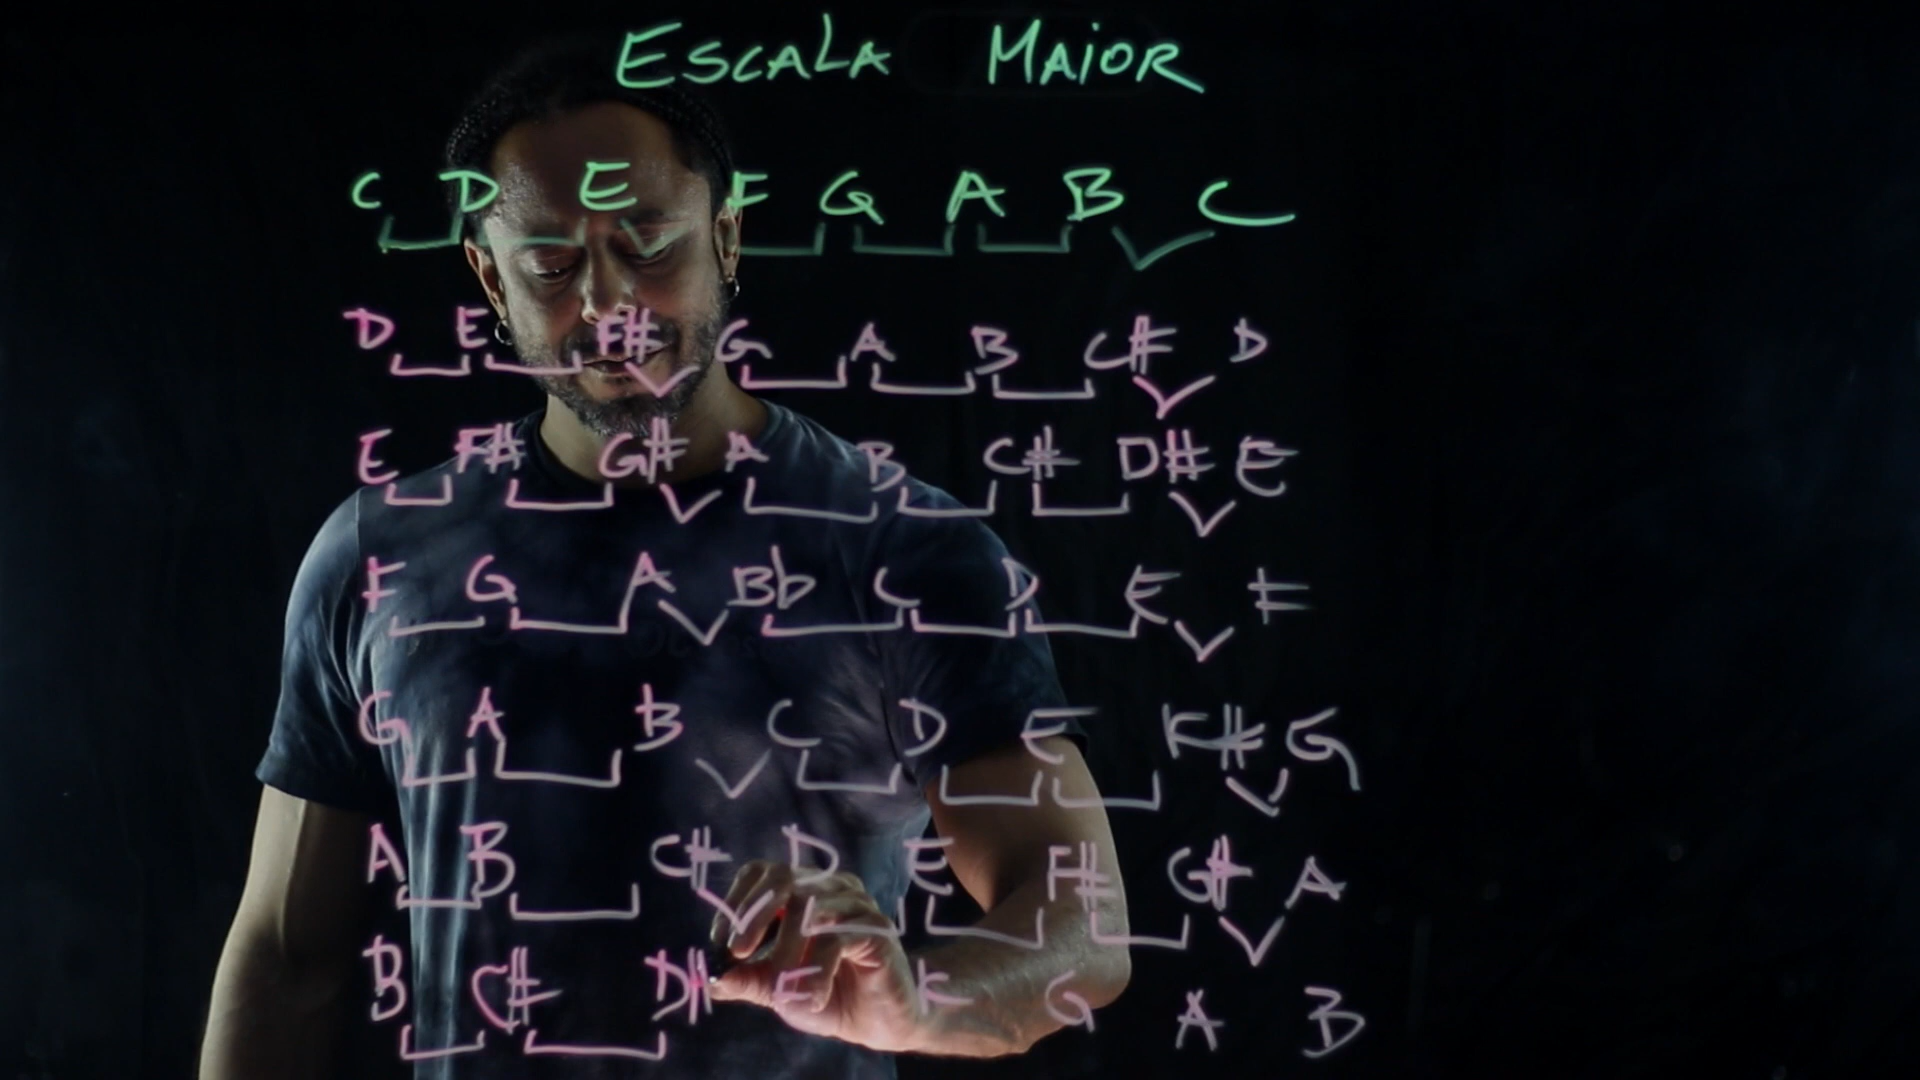 ESCALA MAIOR
C D E F G A B C
D E F# G A B C# D
E F# G# A B C# D# E
F G A Bb C D E F
G A B C D E F# G
A B C# D E F# G# A
B C# D# E F G A B